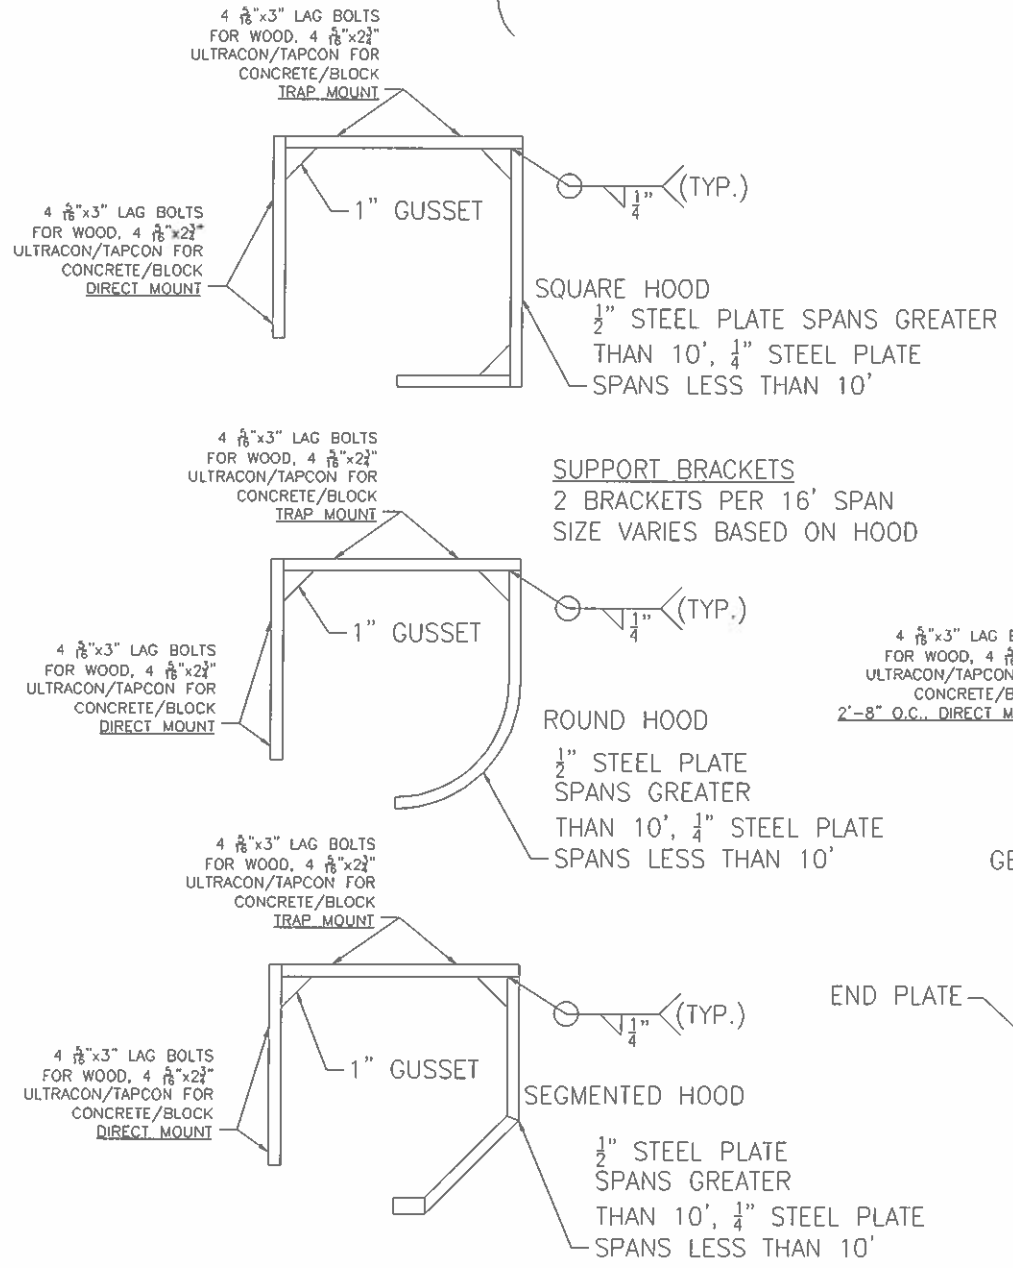 4 5/16"x3" LAG BOLTS
FOR WOOD, 4 5/16"x2 3/4"
ULTRACON/TAPCON FOR
CONCRETE/BLOCK
TRAP MOUNT
1/4"
(TYP.)
1" GUSSET
4 5/16"x3" LAG BOLTS
FOR WOOD, 4 5/16"x2 3/4"
ULTRACON/TAPCON FOR
CONCRETE/BLOCK
DIRECT MOUNT
SQUARE HOOD
1/2" STEEL PLATE SPANS GREATER
THAN 10', 1/4" STEEL PLATE
SPANS LESS THAN 10'
4 5/16"x3" LAG BOLTS
FOR WOOD, 4 5/16"x2 3/4"
ULTRACON/TAPCON FOR
CONCRETE/BLOCK
TRAP MOUNT
SUPPORT BRACKETS
2 BRACKETS PER 16' SPAN
SIZE VARIES BASED ON HOOD
1/4"
(TYP.)
1" GUSSET
4 5/16"x3" LAG BOLTS
FOR WOOD, 4 5/16"x2 3/4"
ULTRACON/TAPCON FOR
CONCRETE/BLOCK
DIRECT MOUNT
4 5/16"x3" LAG
FOR WOOD, 4
ULTRACON/TAPCON
CONCRETE/B
2'-8" O.C., DIRECT M
ROUND HOOD
1/2" STEEL PLATE
SPANS GREATER
THAN 10', 1/4" STEEL PLATE
SPANS LESS THAN 10'
GE
4 5/16"x3" LAG BOLTS
FOR WOOD, 4 5/16"x2 3/4"
ULTRACON/TAPCON FOR
CONCRETE/BLOCK
TRAP MOUNT
END PLATE
1/4"
(TYP.)
1" GUSSET
4 5/16"x3" LAG BOLTS
FOR WOOD, 4 5/16"x2 3/4"
ULTRACON/TAPCON FOR
CONCRETE/BLOCK
DIRECT MOUNT
SEGMENTED HOOD
1/2" STEEL PLATE
SPANS GREATER
THAN 10', 1/4" STEEL PLATE
SPANS LESS THAN 10'